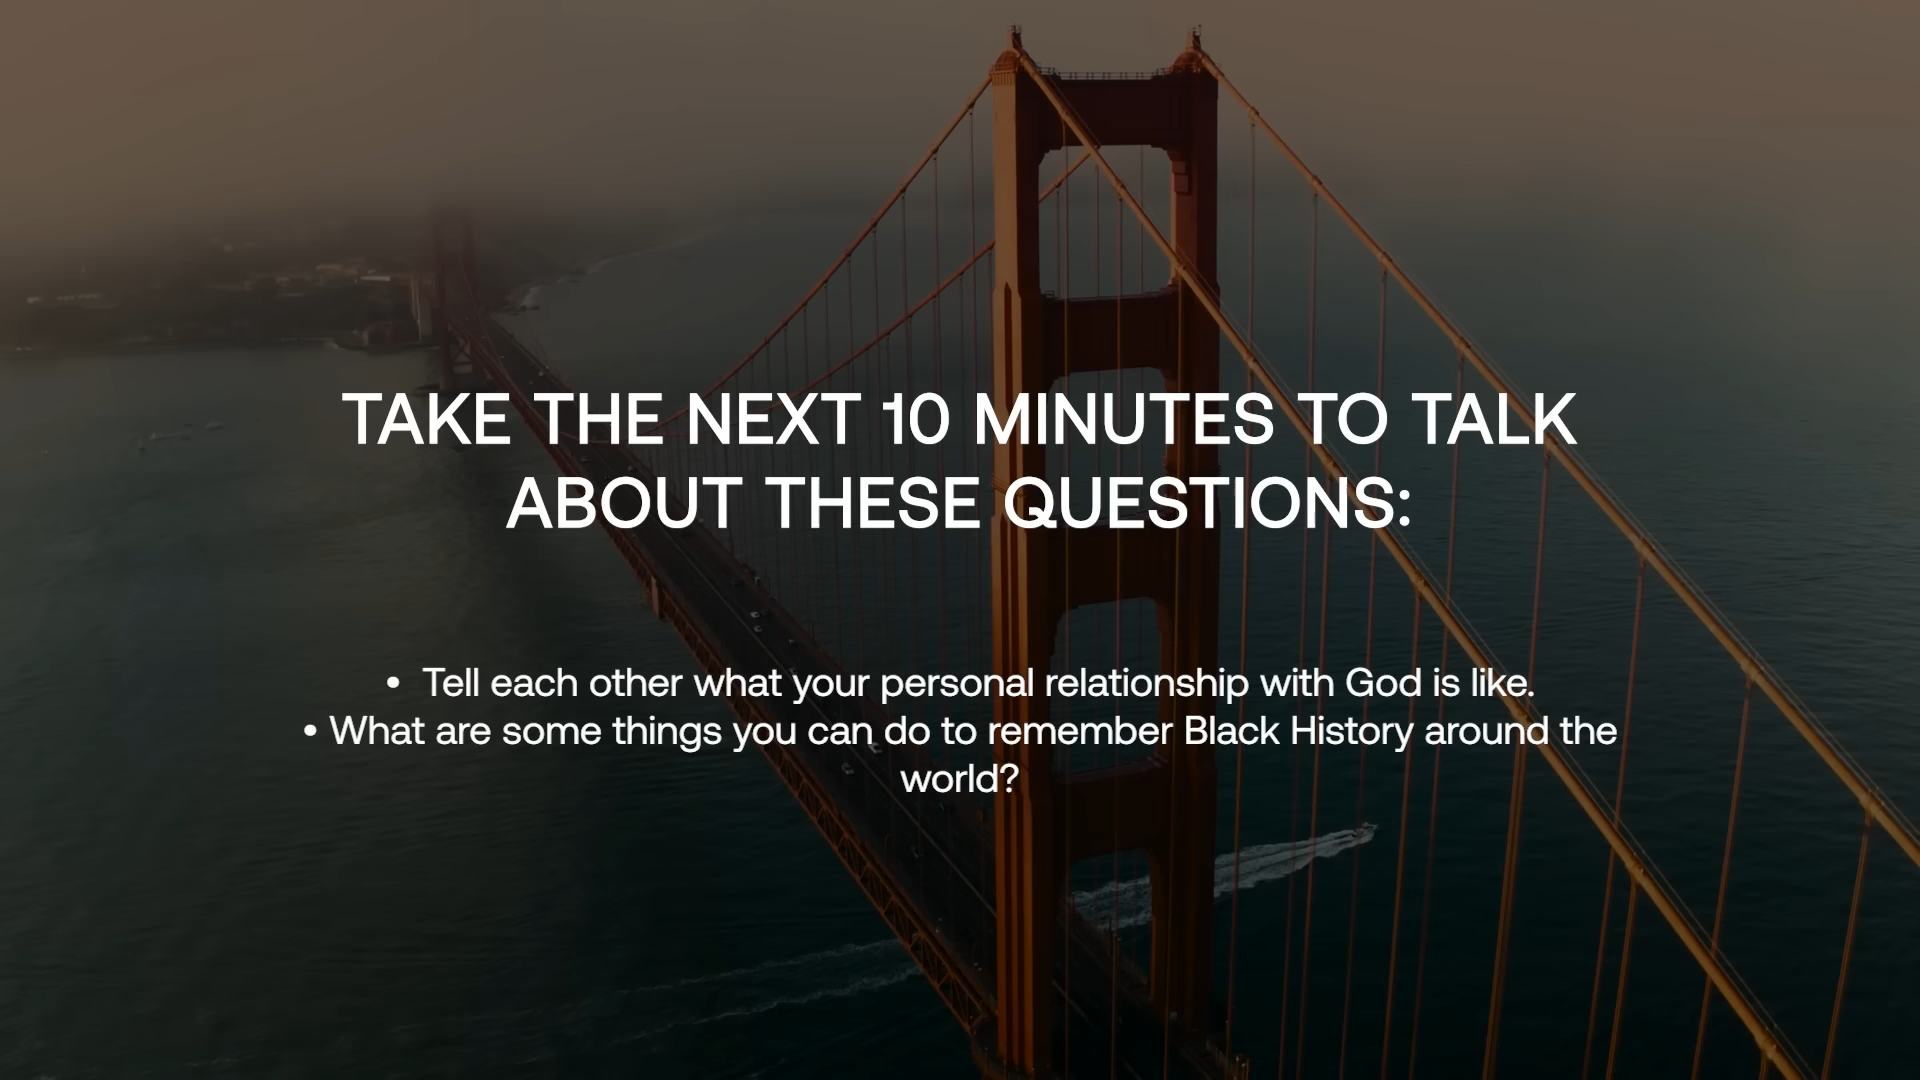 TAKE THE NEXT 10 MINUTES TO TALK
ABOUT THESE QUESTIONS:
• Tell each other what your personal relationship with God is like.
• What are some things you can do to remember Black History around the
world?